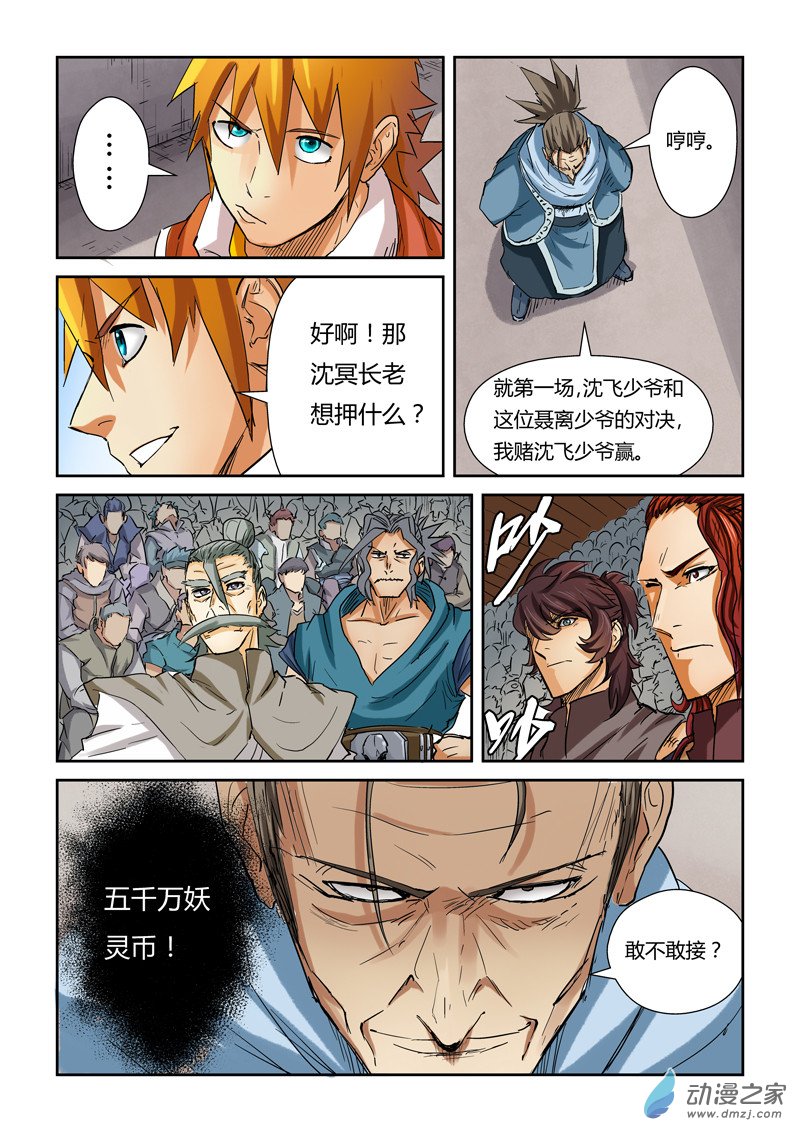 ……
哼哼。
就第一场，沈飞少爷和
这位聂离少爷的对决，
我赌沈飞少爷赢。
好啊！那
沈冥长老
想押什么？
吵
吵
五千万妖
灵币！
敢不敢接？
动漫之家
www.dmzj.com